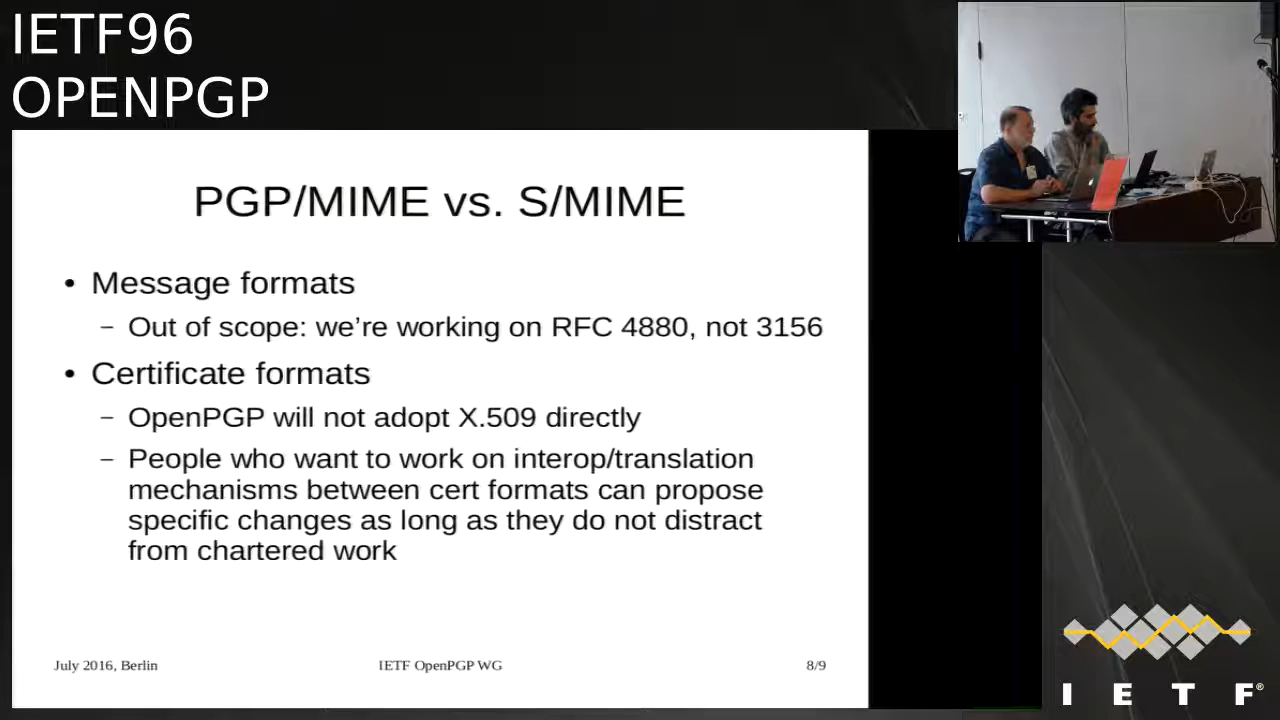 IETF96
OPENPGP
PGP/MIME vs. S/MIME
• Message formats
– Out of scope: we’re working on RFC 4880, not 3156
• Certificate formats
– OpenPGP will not adopt X.509 directly
– People who want to work on interop/translation
mechanisms between cert formats can propose
specific changes as long as they do not distract
from chartered work
July 2016, Berlin
IETF OpenPGP WG
8/9
I E T F®